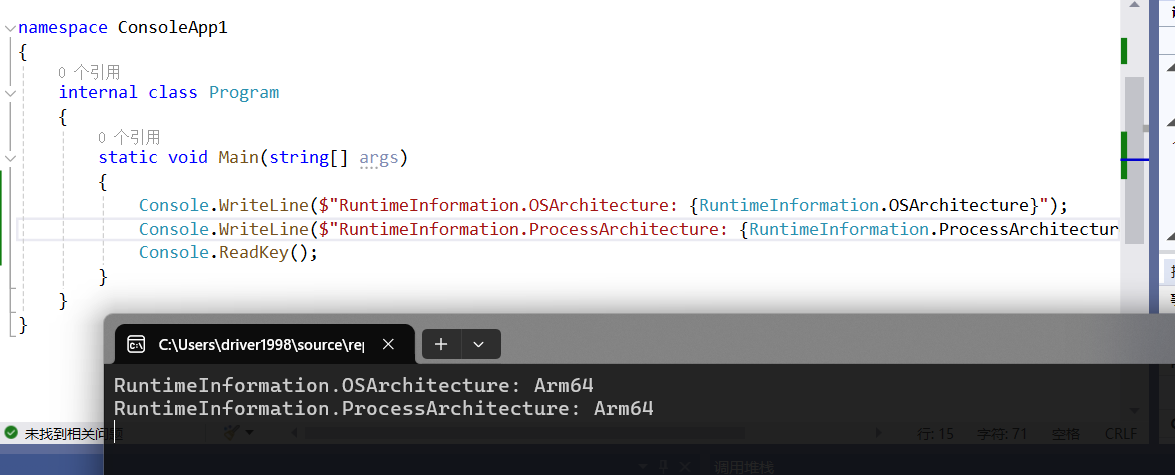 namespace ConsoleApp1
{
0 个引用
internal class Program
{
0 个引用
static void Main(string[] args)
{
Console.WriteLine($"RuntimeInformation.OSArchitecture: {RuntimeInformation.OSArchitecture}");
Console.WriteLine($"RuntimeInformation.ProcessArchitecture: {RuntimeInformation.ProcessArchitectur
Console.ReadKey();
}
}
}
C:\Users\driver1998\source\rep
RuntimeInformation.OSArchitecture: Arm64
RuntimeInformation.ProcessArchitecture: Arm64
未找到相关问题
行: 15 字符: 71 空格 CRLF
调用堆栈